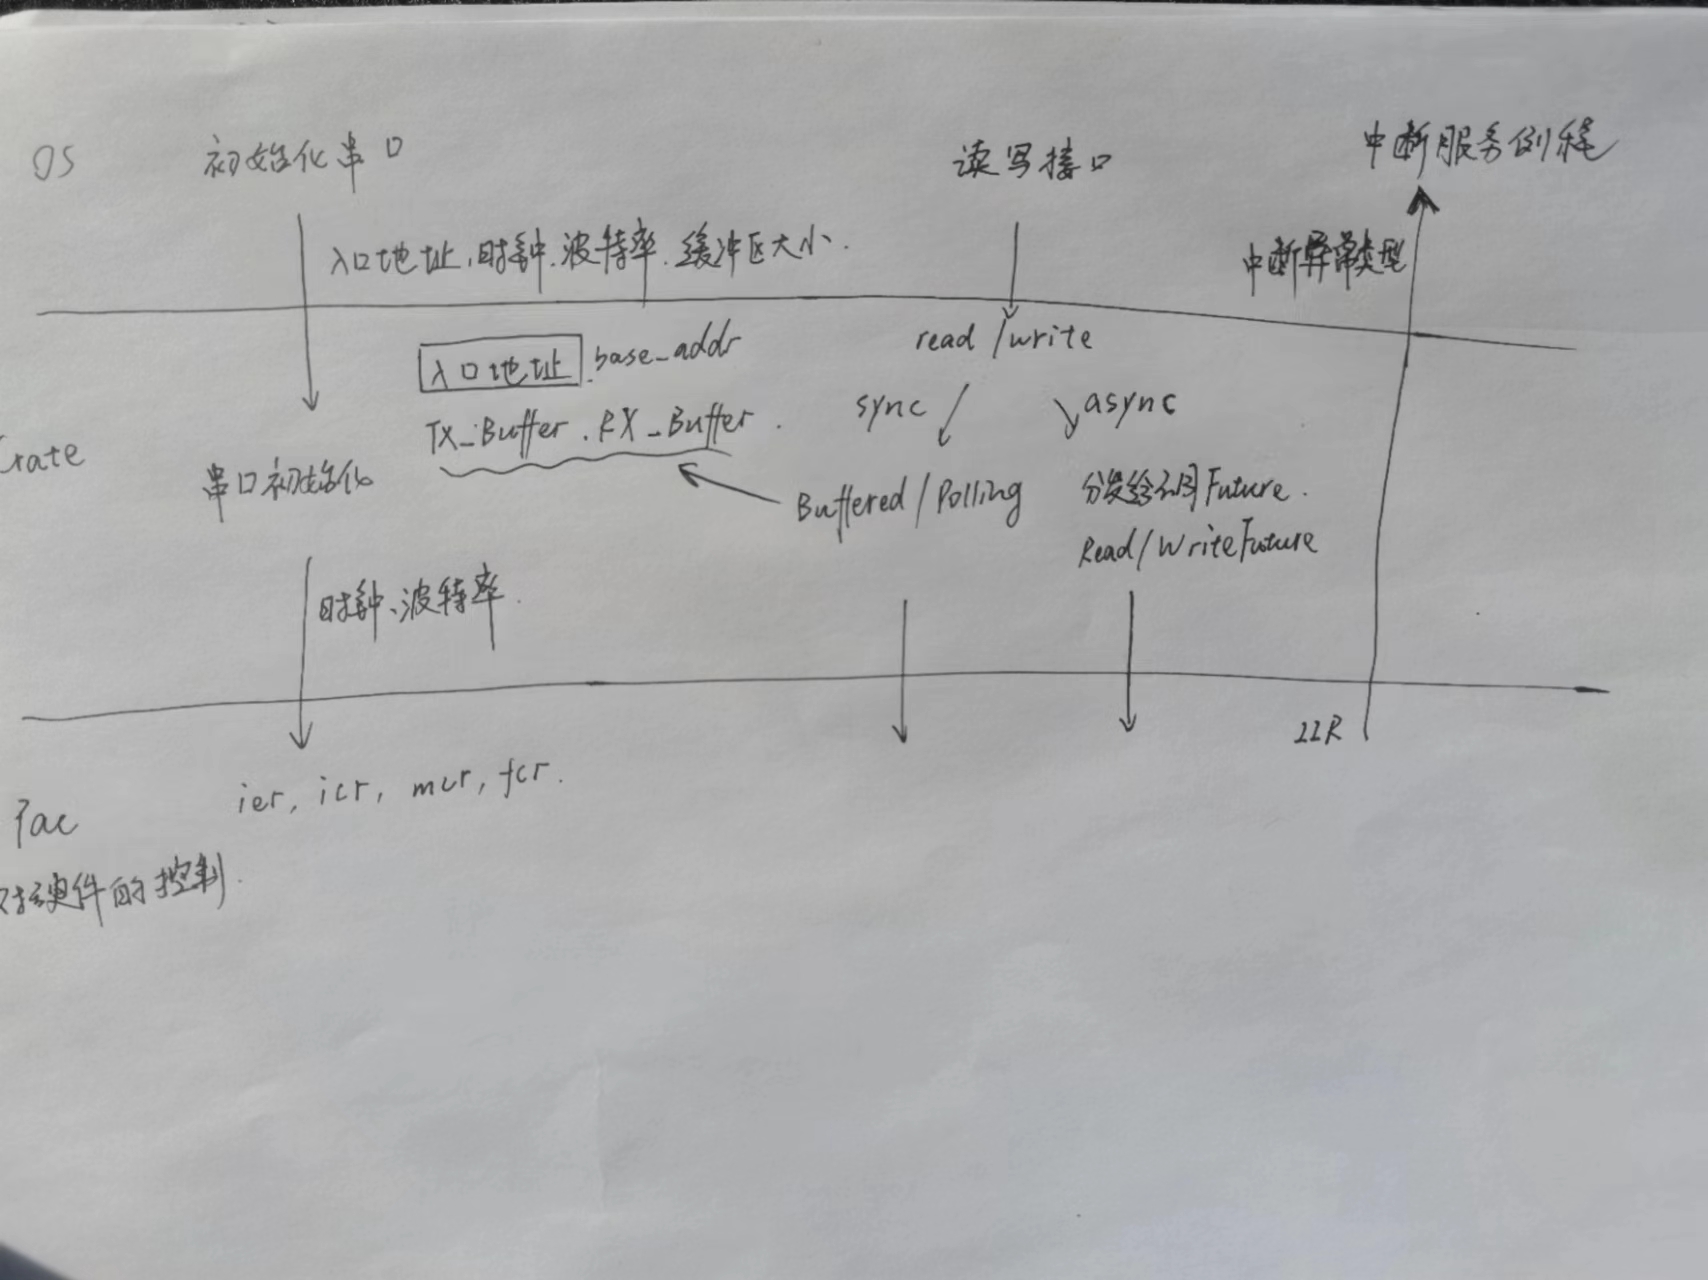 OS
初始化串口
读写接口
中断服务例程
入口地址、时钟、波特率、缓冲区大小.
中断异常类型
入口地址.base_addr
read/write
TX_Buffer.RX_Buffer.
sync
async
Crate
串口初始化
Buffered/Polling
分发给不同Future.
Read/WriteFuture
时钟、波特率.
IIR
ier, icr, mcr, fcr.
Pac
对硬件的控制.